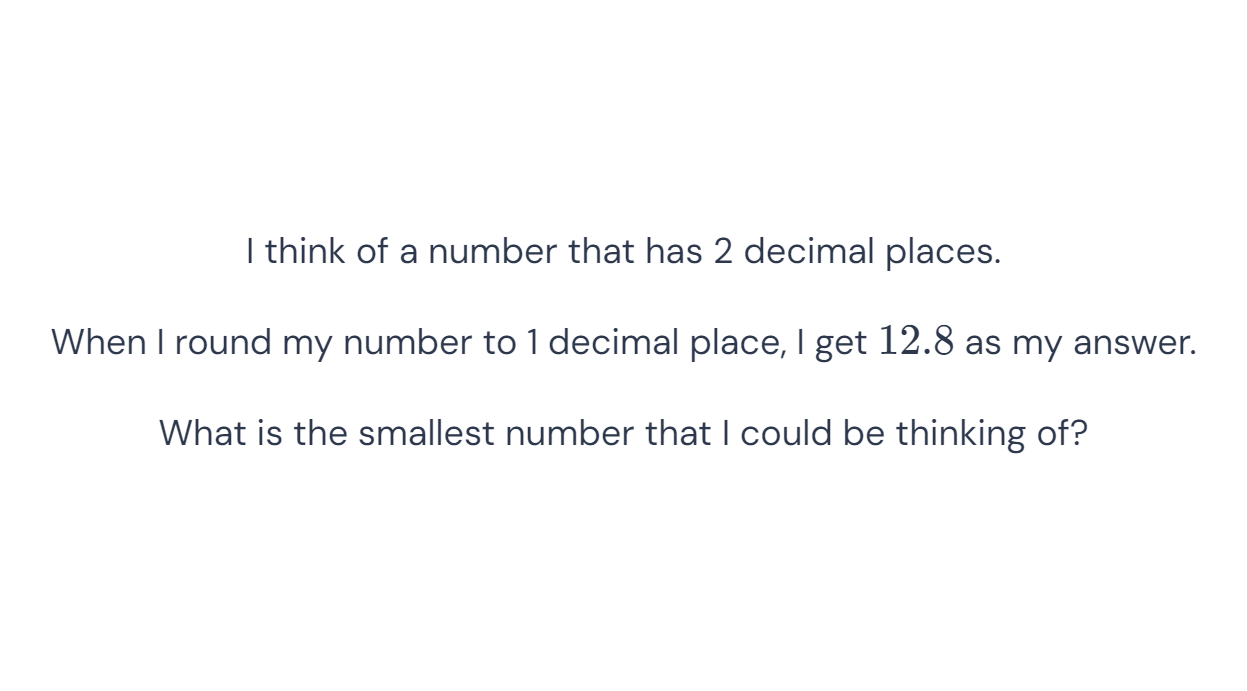 I think of a number that has 2 decimal places.
When I round my number to 1 decimal place, I get 12.8 as my answer.
What is the smallest number that I could be thinking of?